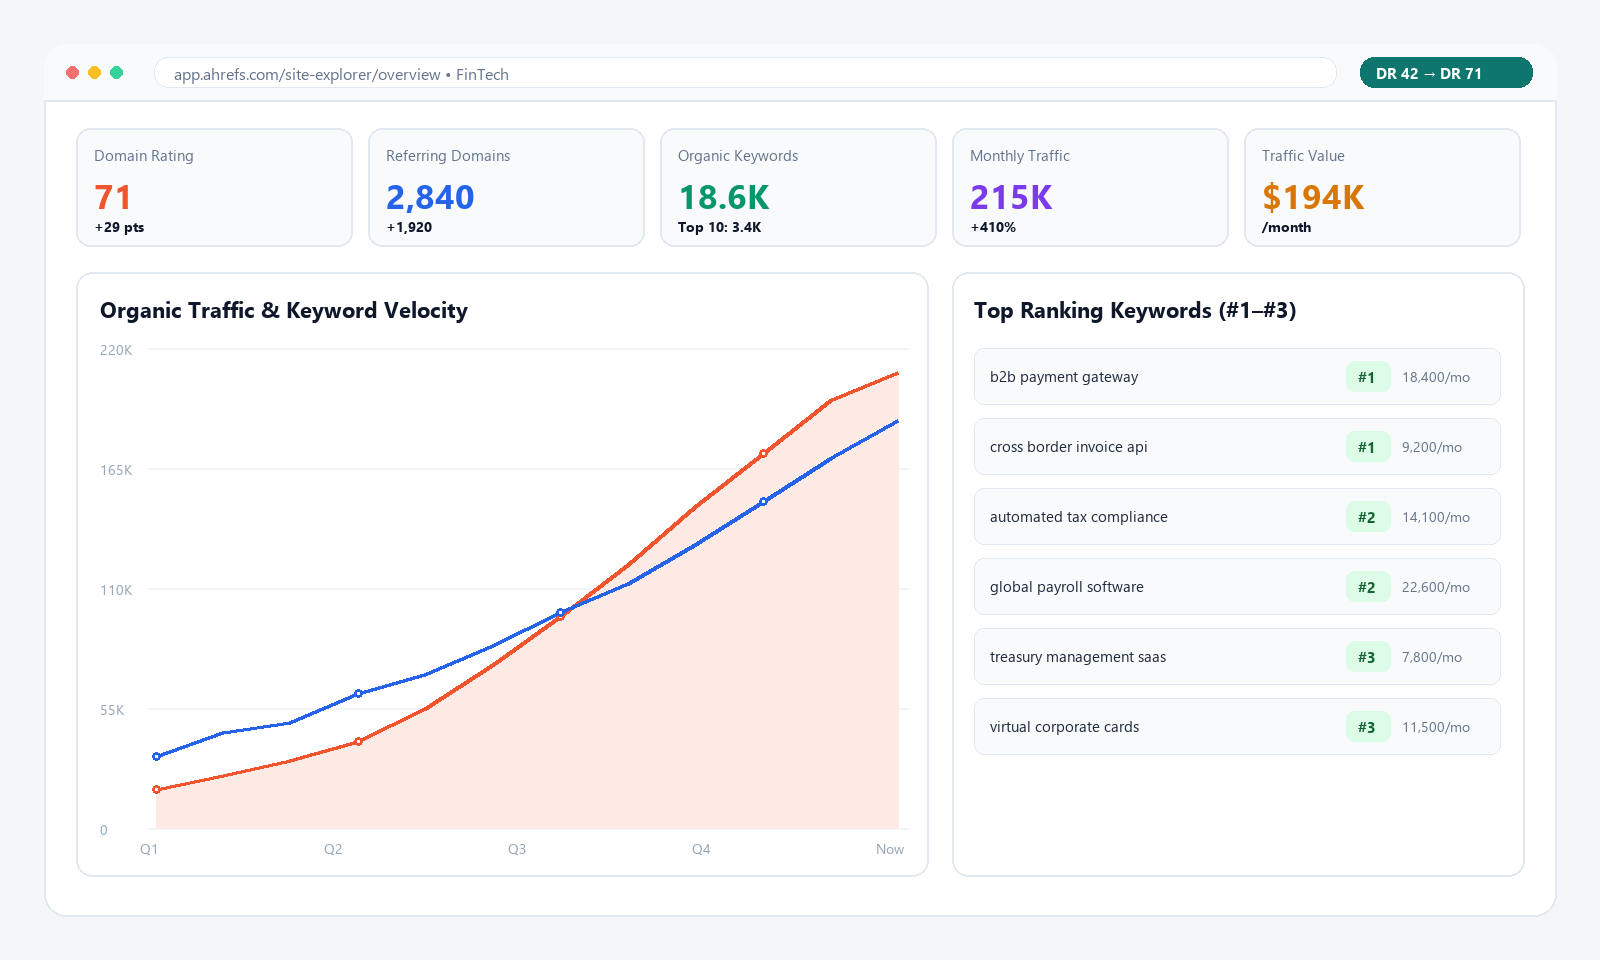 app.ahrefs.com/site-explorer/overview • FinTech
DR 42 → DR 71
Domain Rating
71
+29 pts
Referring Domains
2,840
+1,920
Organic Keywords
18.6K
Top 10: 3.4K
Monthly Traffic
215K
+410%
Traffic Value
$194K
/month
Organic Traffic & Keyword Velocity
220K
165K
110K
55K
0
Q1
Q2
Q3
Q4
Now
Top Ranking Keywords (#1–#3)
b2b payment gateway #1 18,400/mo
cross border invoice api #1 9,200/mo
automated tax compliance #2 14,100/mo
global payroll software #2 22,600/mo
treasury management saas #3 7,800/mo
virtual corporate cards #3 11,500/mo